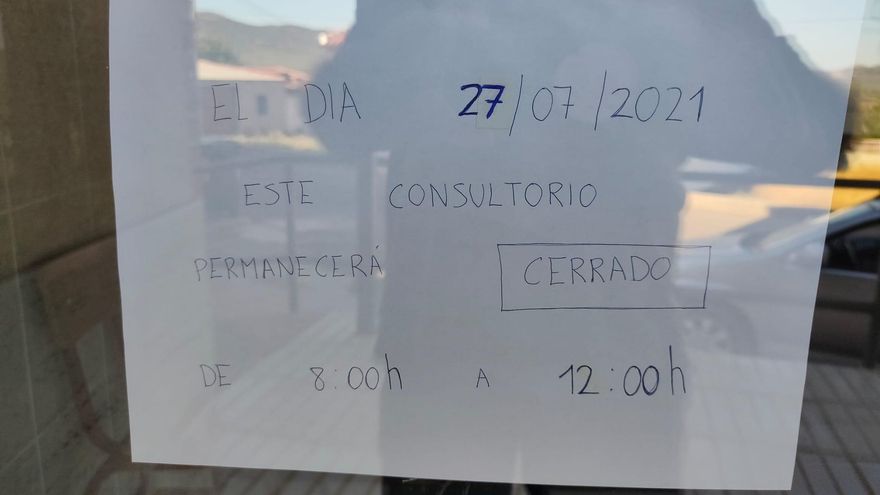 EL DIA 27/07/2021
ESTE CONSULTORIO
PERMANECERÁ CERRADO
DE 8:00h A 12:00h